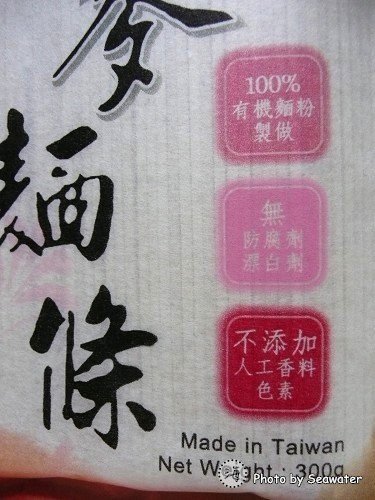 麵條
100%
有機麵粉
製做
無
防腐劑
漂白劑
不添加
人工香料
色素
Made in Taiwan
Net Weight : 300g
Photo by Seawater